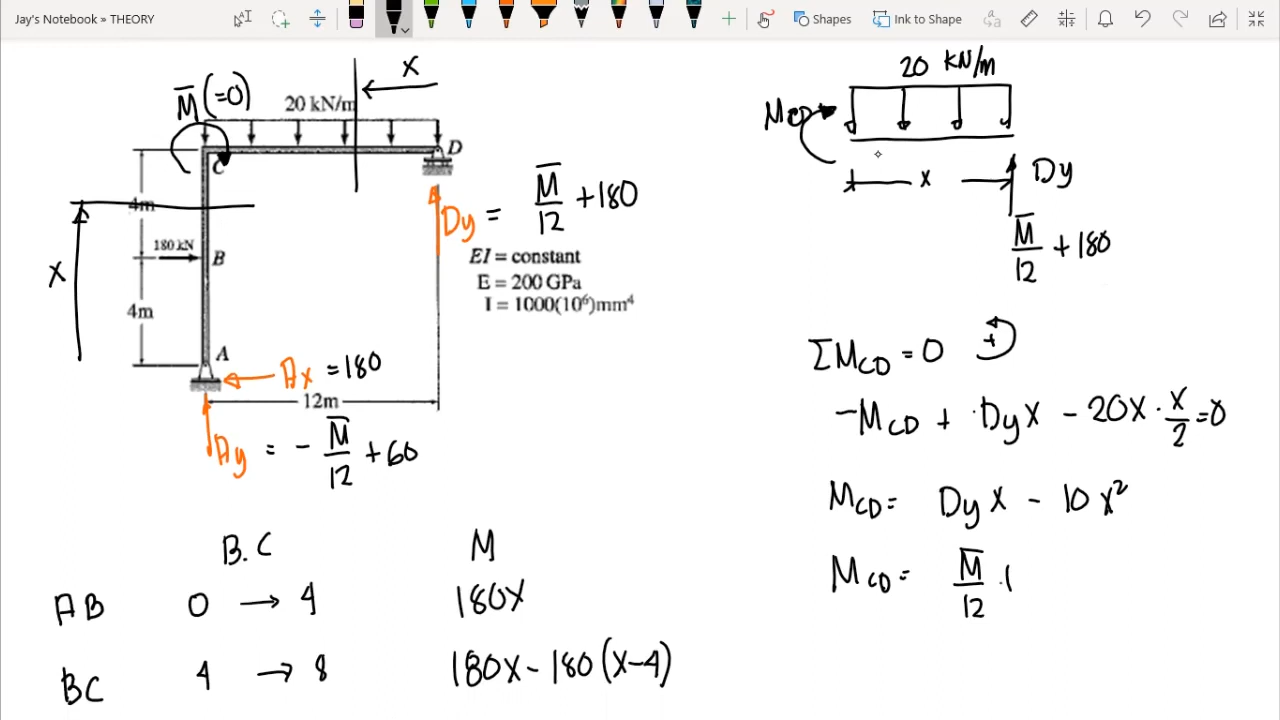 Jay's Notebook » THEORY
Shapes
Ink to Shape
M̅ (=0)
20 kN/m
x
C
D
4m
180 kN
B
x
4m
A
12m
Dy = M̅/12 + 180
EI = constant
E = 200 GPa
I = 1000(10⁶)mm⁴
Ax = 180
Ay = - M̅/12 + 60
B.C
M
AB 0 → 4 180x
BC 4 → 8 180x - 180 (x-4)
20 kN/m
MCD
x
Dy
M̅/12 + 180
ΣMCD = 0 +
-MCD + Dyx - 20x · x/2 = 0
MCD = Dyx - 10x²
MCD = M̅/12 · (